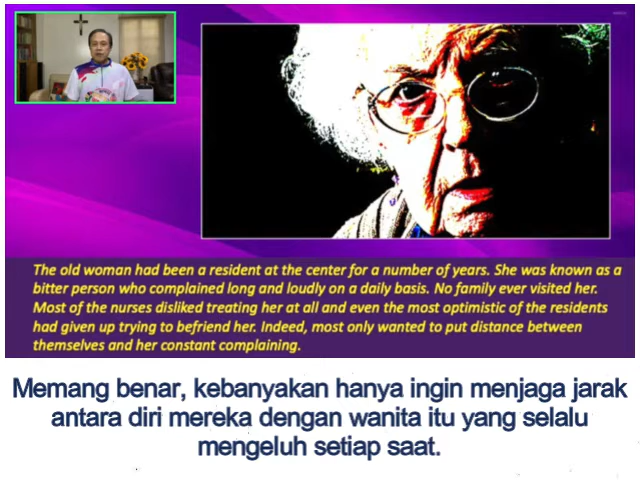 The old woman had been a resident at the center for a number of years. She was known as a
bitter person who complained long and loudly on a daily basis. No family ever visited her.
Most of the nurses disliked treating her at all and even the most optimistic of the residents
had given up trying to befriend her. Indeed, most only wanted to put distance between
themselves and her constant complaining.
Memang benar, kebanyakan hanya ingin menjaga jarak
antara diri mereka dengan wanita itu yang selalu
mengeluh setiap saat.